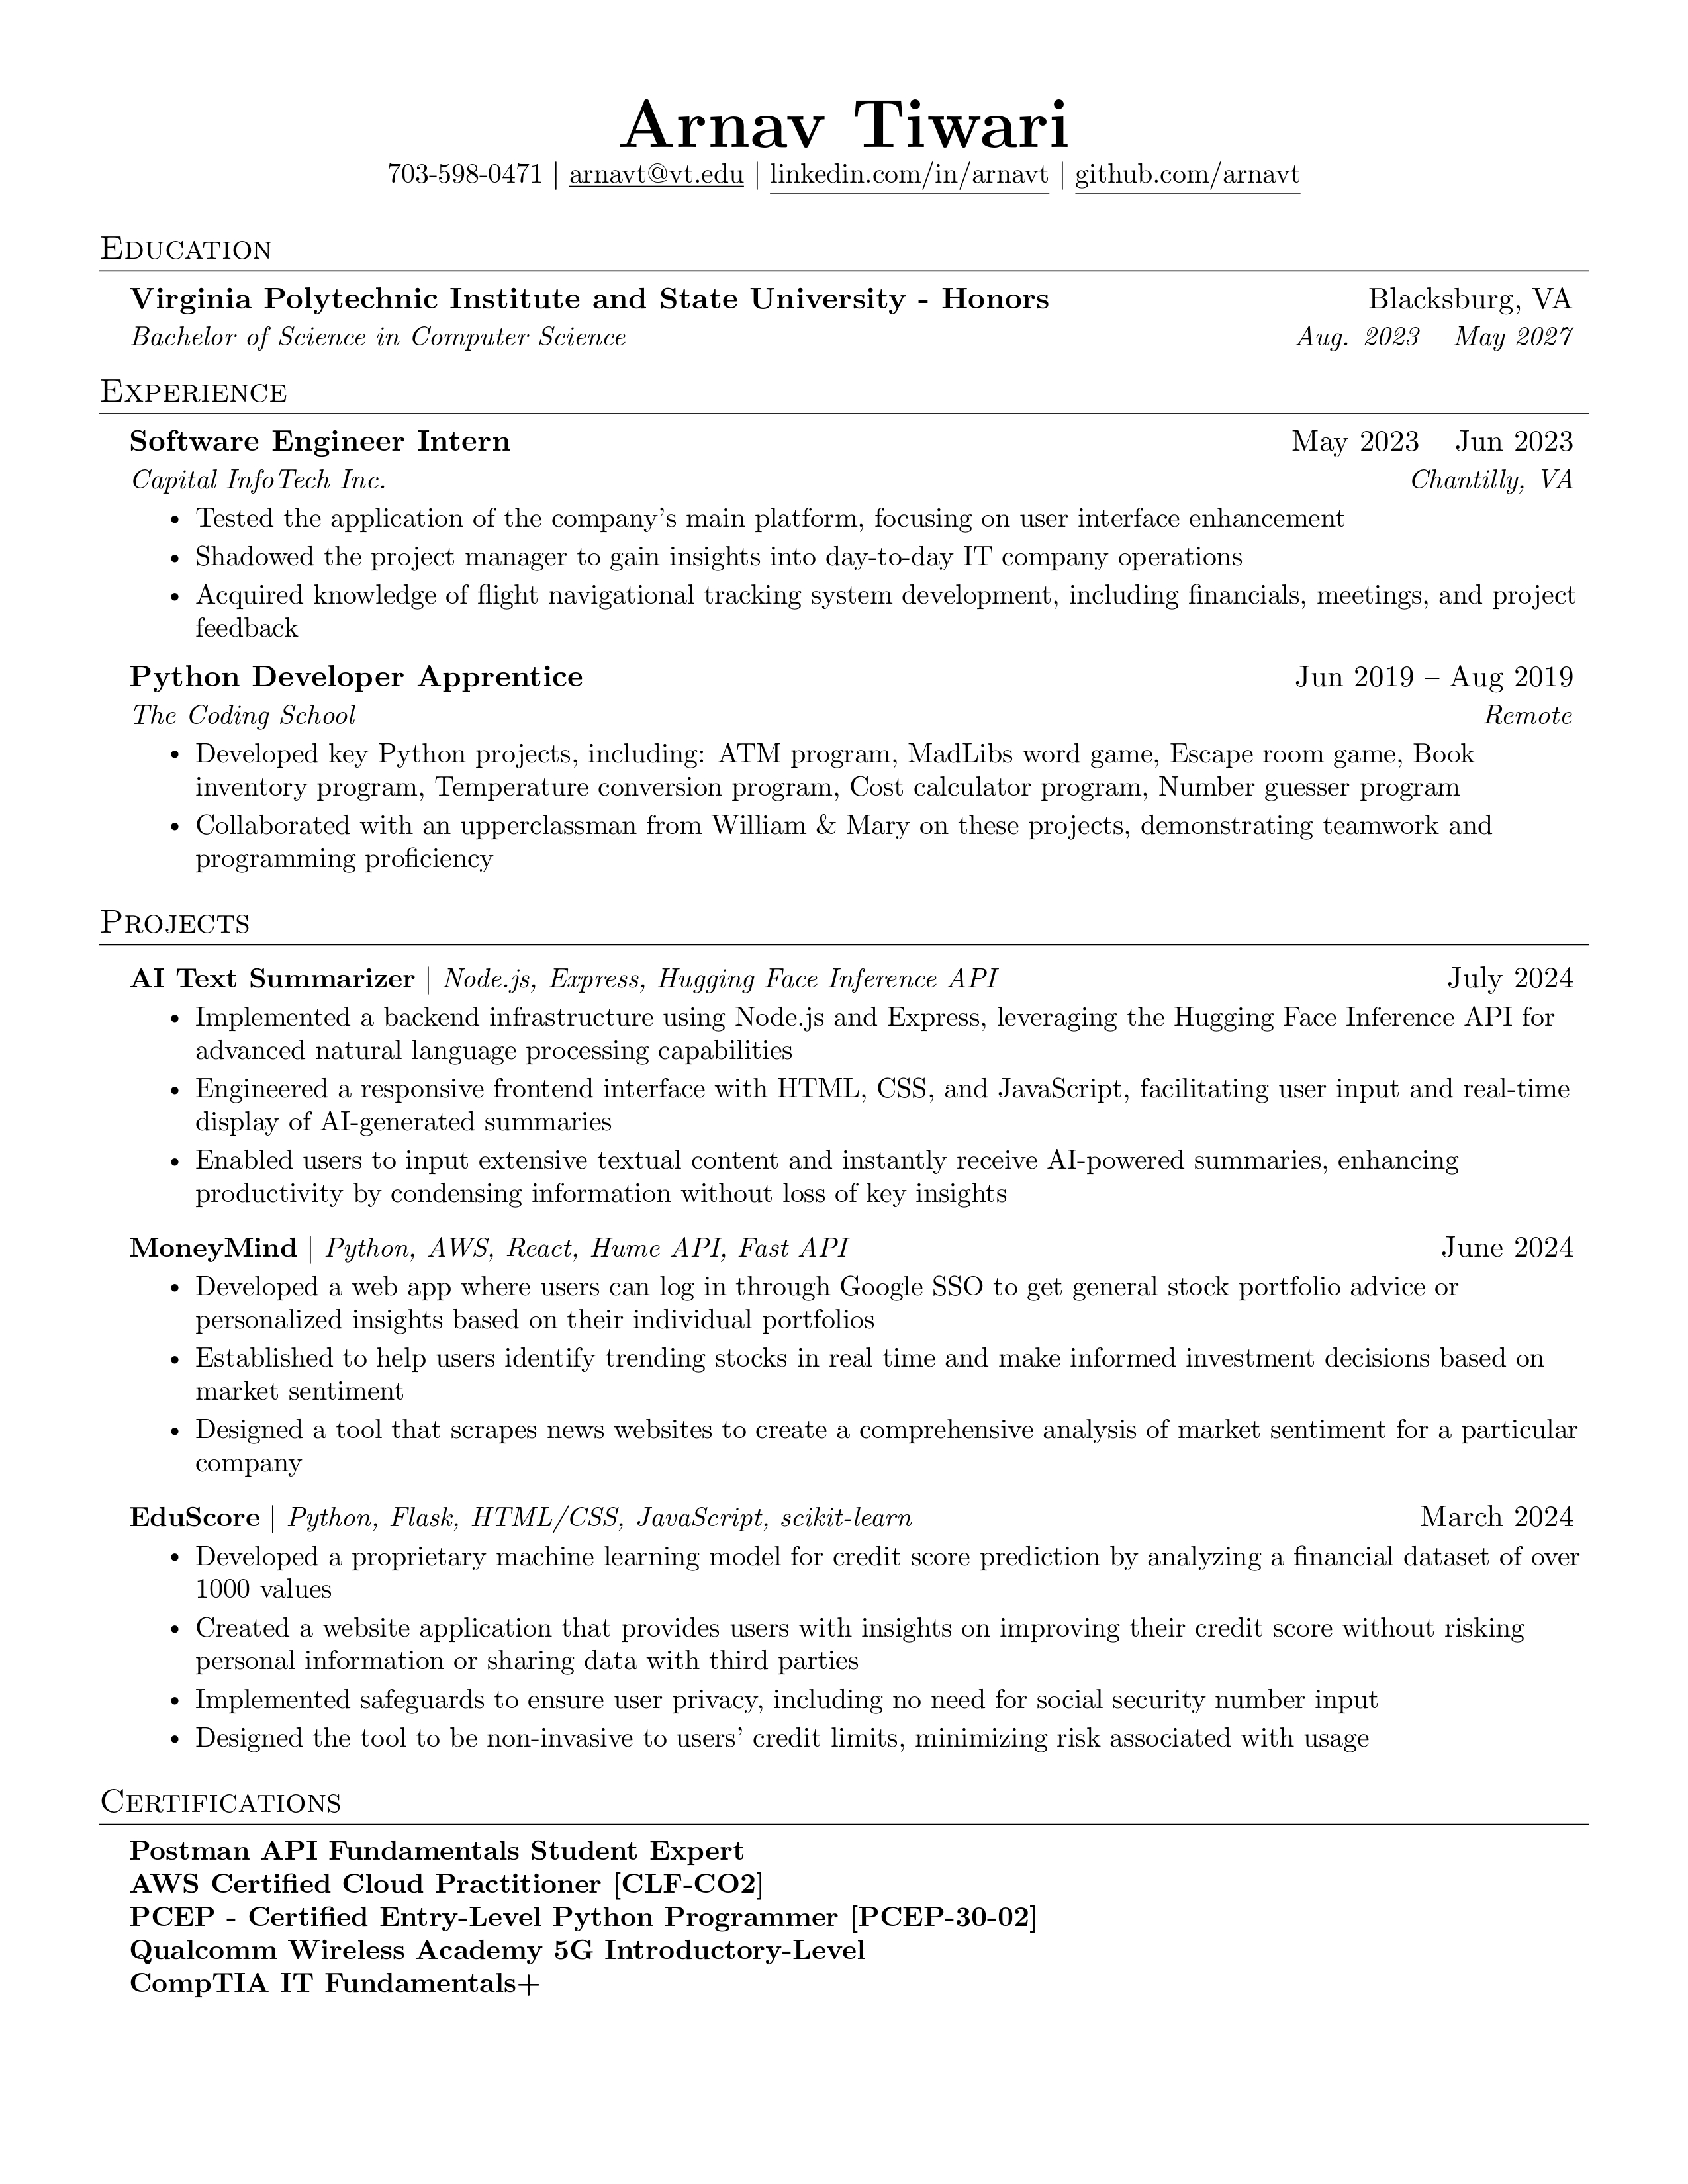 Arnav Tiwari
703-598-0471 | arnavt@vt.edu | linkedin.com/in/arnavt | github.com/arnavt
Education
Virginia Polytechnic Institute and State University - Honors Blacksburg, VA
Bachelor of Science in Computer Science Aug. 2023 – May 2027
Experience
Software Engineer Intern May 2023 – Jun 2023
Capital InfoTech Inc. Chantilly, VA
• Tested the application of the company's main platform, focusing on user interface enhancement
• Shadowed the project manager to gain insights into day-to-day IT company operations
• Acquired knowledge of flight navigational tracking system development, including financials, meetings, and project
feedback
Python Developer Apprentice Jun 2019 – Aug 2019
The Coding School Remote
• Developed key Python projects, including: ATM program, MadLibs word game, Escape room game, Book
inventory program, Temperature conversion program, Cost calculator program, Number guesser program
• Collaborated with an upperclassman from William & Mary on these projects, demonstrating teamwork and
programming proficiency
Projects
AI Text Summarizer | Node.js, Express, Hugging Face Inference API July 2024
• Implemented a backend infrastructure using Node.js and Express, leveraging the Hugging Face Inference API for
advanced natural language processing capabilities
• Engineered a responsive frontend interface with HTML, CSS, and JavaScript, facilitating user input and real-time
display of AI-generated summaries
• Enabled users to input extensive textual content and instantly receive AI-powered summaries, enhancing
productivity by condensing information without loss of key insights
MoneyMind | Python, AWS, React, Hume API, Fast API June 2024
• Developed a web app where users can log in through Google SSO to get general stock portfolio advice or
personalized insights based on their individual portfolios
• Established to help users identify trending stocks in real time and make informed investment decisions based on
market sentiment
• Designed a tool that scrapes news websites to create a comprehensive analysis of market sentiment for a particular
company
EduScore | Python, Flask, HTML/CSS, JavaScript, scikit-learn March 2024
• Developed a proprietary machine learning model for credit score prediction by analyzing a financial dataset of over
1000 values
• Created a website application that provides users with insights on improving their credit score without risking
personal information or sharing data with third parties
• Implemented safeguards to ensure user privacy, including no need for social security number input
• Designed the tool to be non-invasive to users' credit limits, minimizing risk associated with usage
Certifications
Postman API Fundamentals Student Expert
AWS Certified Cloud Practitioner [CLF-CO2]
PCEP - Certified Entry-Level Python Programmer [PCEP-30-02]
Qualcomm Wireless Academy 5G Introductory-Level
CompTIA IT Fundamentals+